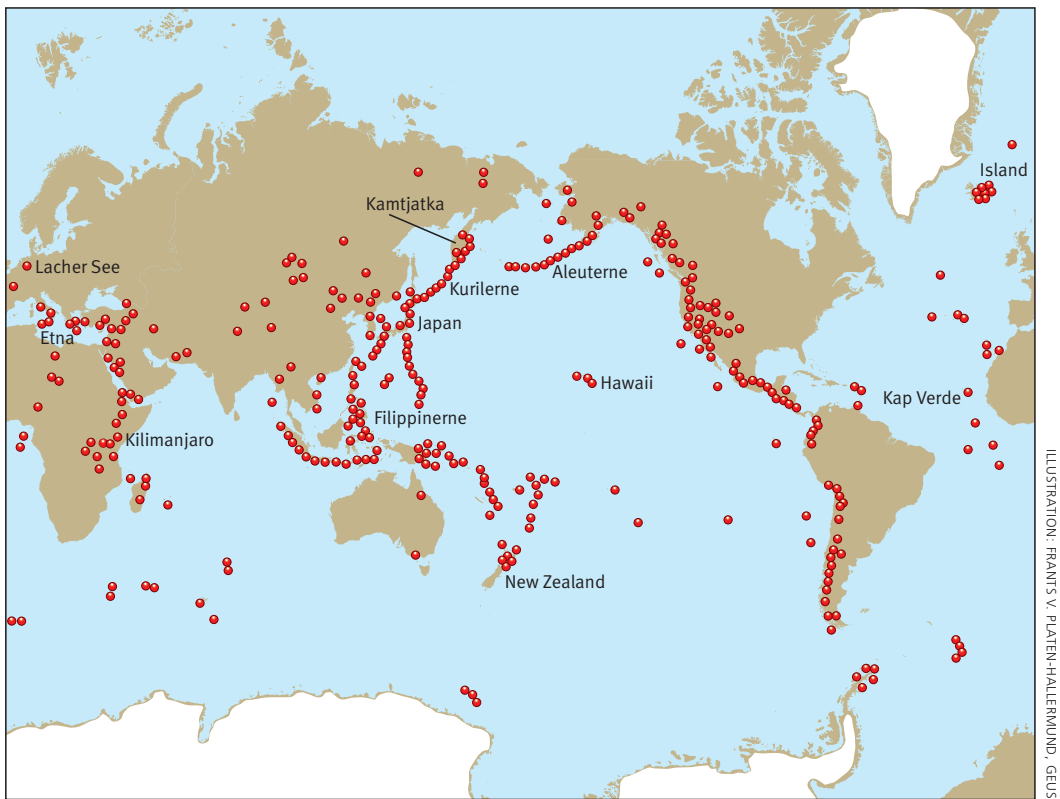 Island
Kamtjatka
Lacher See
Aleuterne
Kurilerne
Japan
Etna
Hawaii
Kap Verde
Filippinerne
Kilimanjaro
New Zealand
ILLUSTRATION: FRANTS V. PLATEN-HALLERMUND, GEUS